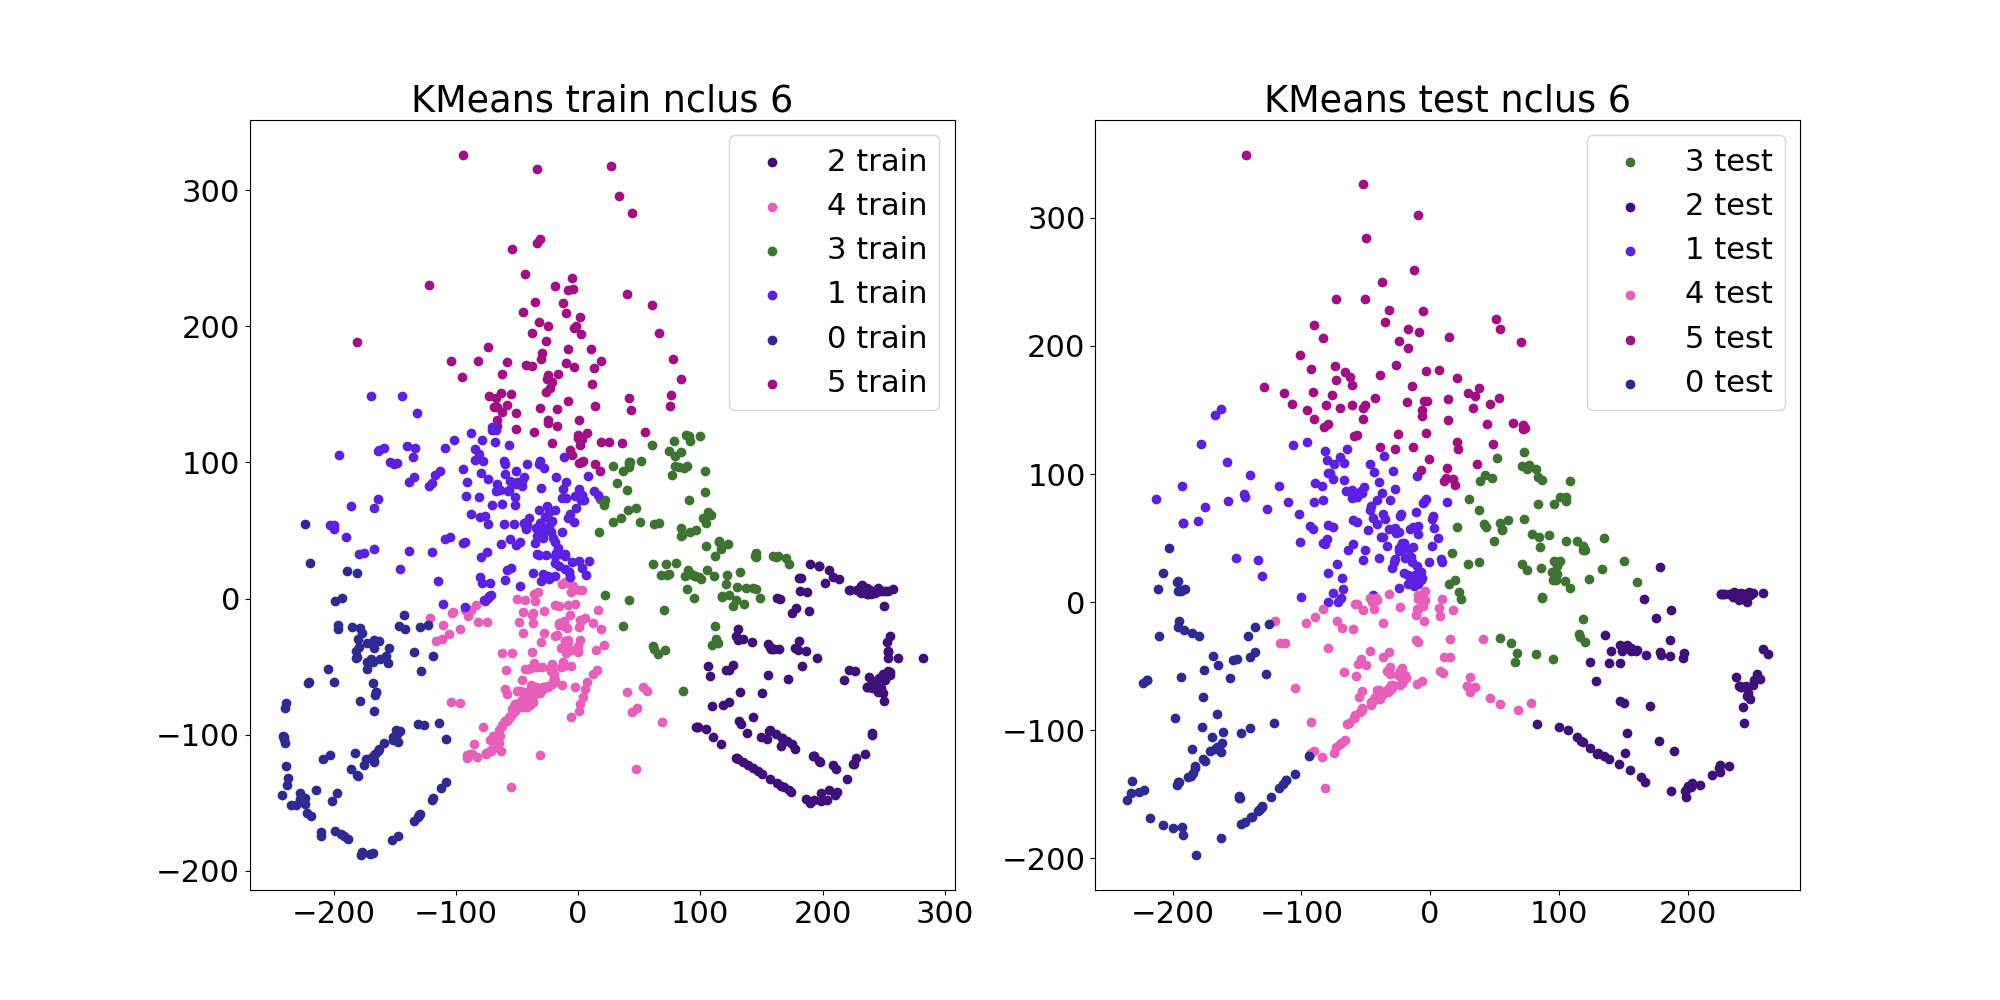 KMeans train nclus 6
2 train
4 train
3 train
1 train
0 train
5 train
300
200
100
0
−100
−200
−200 −100 0 100 200 300
KMeans test nclus 6
3 test
2 test
1 test
4 test
5 test
0 test
300
200
100
0
−100
−200
−200 −100 0 100 200